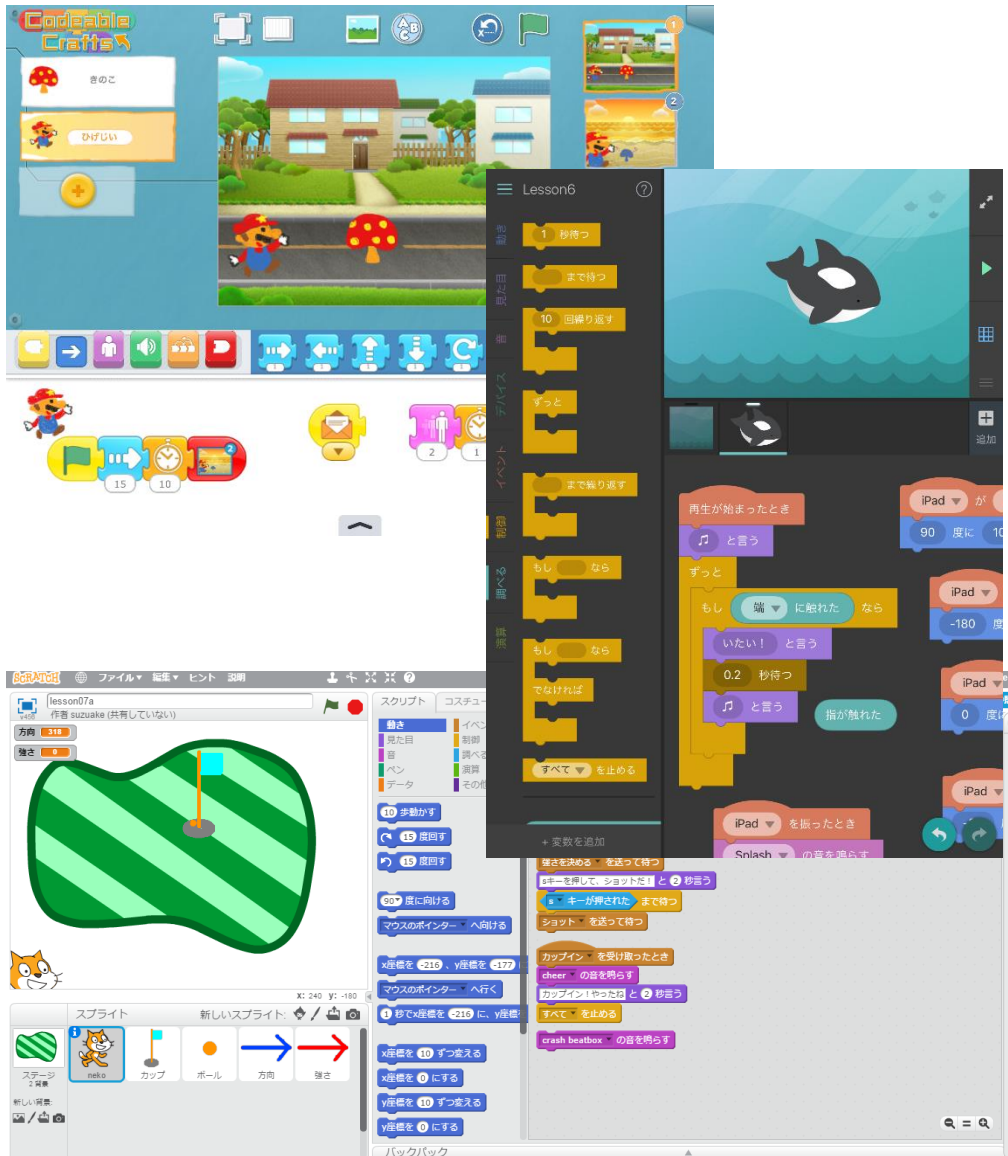 Codeable
Crafts
きのこ
ひげじい
1
2
ABC
1
1
1
1
1
2
15
10
2
1
Lesson6
?
動き
見た目
音
デバイス
イベント
制御
調べる
演算
1 秒待つ
まで待つ
10 回繰り返す
ずっと
まで繰り返す
もし なら
もし なら
でなければ
すべて を止める
+ 変数を追加
追加
再生が始まったとき
と言う
ずっと
もし 端 に触れた なら
いたい! と言う
0.2 秒待つ
と言う
指が触れた
iPad を振ったとき
Splash の音を鳴らす
iPad が
90 度に 10
iPad
-180 度
iPad
0 度に
iPad
SCRATCH
ファイル 編集 ヒント 説明
lesson07a
作者 suzuake (共有していない)
v456
方向 318
強さ 0
x: 240 y: -180
スプライト 新しいスプライト:
ステージ
2 背景
新しい背景:
neko
カップ
ボール
方向
強さ
スクリプト コスチュー
動き イベン
見た目 制御
音 調べ
ペン 演算
データ その他
10 歩動かす
15 度回す
15 度回す
90 度に向ける
マウスのポインター へ向ける
x座標を -216 、y座標を -177
マウスのポインター へ行く
1 秒でx座標を -216 に、y座標
x座標を 10 ずつ変える
x座標を 0 にする
y座標を 10 ずつ変える
y座標を 0 にする
バックパック
強さを決める を送って待つ
sキーを押して、ショットだ! と 2 秒言う
s キーが押された まで待つ
ショット を送って待つ
カップイン を受け取ったとき
cheer の音を鳴らす
カップイン!やったね と 2 秒言う
すべて を止める
crash beatbox の音を鳴らす